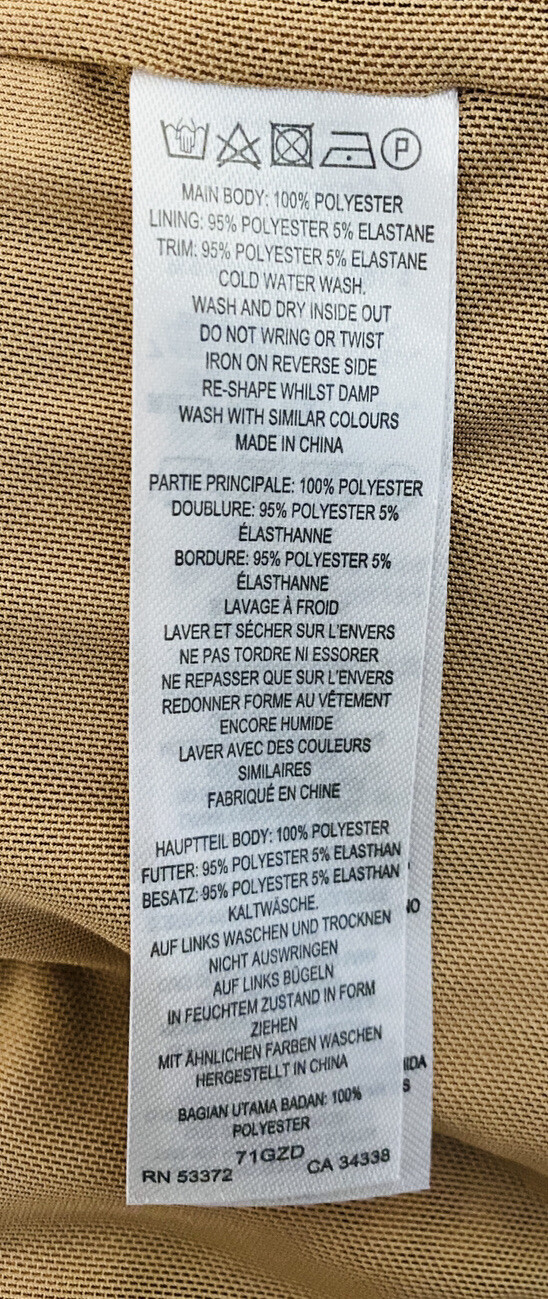 P
MAIN BODY: 100% POLYESTER
LINING: 95% POLYESTER 5% ELASTANE
TRIM: 95% POLYESTER 5% ELASTANE
COLD WATER WASH.
WASH AND DRY INSIDE OUT
DO NOT WRING OR TWIST
IRON ON REVERSE SIDE
RE-SHAPE WHILST DAMP
WASH WITH SIMILAR COLOURS
MADE IN CHINA
PARTIE PRINCIPALE: 100% POLYESTER
DOUBLURE: 95% POLYESTER 5%
ÉLASTHANNE
BORDURE: 95% POLYESTER 5%
ÉLASTHANNE
LAVAGE À FROID
LAVER ET SÉCHER SUR L'ENVERS
NE PAS TORDRE NI ESSORER
NE REPASSER QUE SUR L'ENVERS
REDONNER FORME AU VÊTEMENT
ENCORE HUMIDE
LAVER AVEC DES COULEURS
SIMILAIRES
FABRIQUÉ EN CHINE
HAUPTTEIL BODY: 100% POLYESTER
FUTTER: 95% POLYESTER 5% ELASTHAN
BESATZ: 95% POLYESTER 5% ELASTHAN
KALTWÄSCHE.
AUF LINKS WASCHEN UND TROCKNEN
NICHT AUSWRINGEN
AUF LINKS BÜGELN
IN FEUCHTEM ZUSTAND IN FORM
ZIEHEN
MIT ÄHNLICHEN FARBEN WASCHEN
HERGESTELLT IN CHINA
BAGIAN UTAMA BADAN: 100%
POLYESTER
RN 53372 71GZD CA 34338